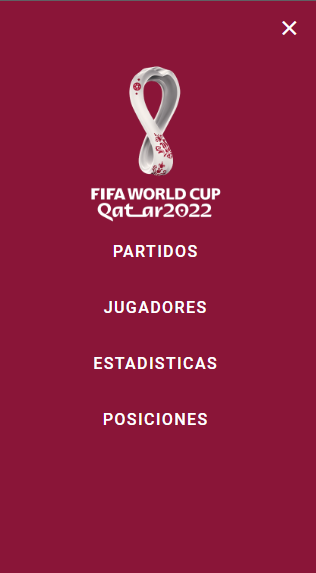 FIFA WORLD CUP
Qatar2022
PARTIDOS
JUGADORES
ESTADISTICAS
POSICIONES